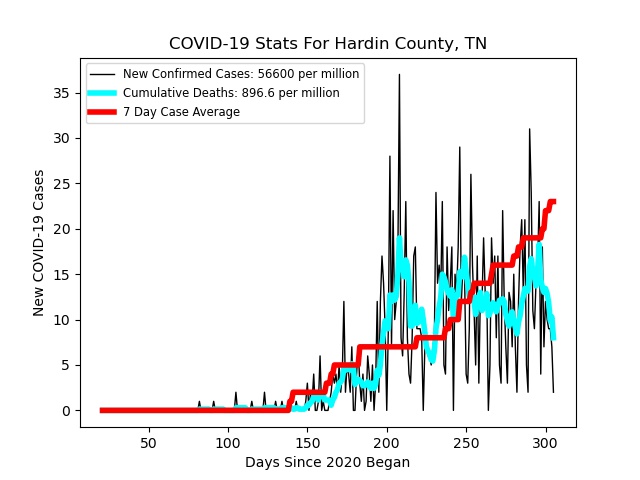 COVID-19 Stats For Hardin County, TN
New Confirmed Cases: 56600 per million
Cumulative Deaths: 896.6 per million
7 Day Case Average
New COVID-19 Cases
35
30
25
20
15
10
5
0
50 100 150 200 250 300
Days Since 2020 Began